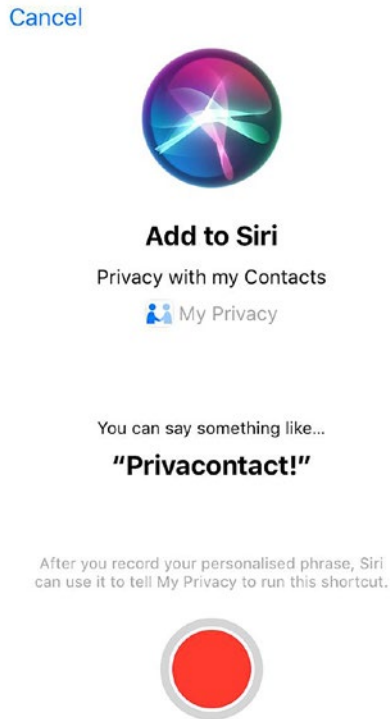 Cancel
Add to Siri
Privacy with my Contacts
My Privacy
You can say something like...
“Privacontact!”
After you record your personalised phrase, Siri
can use it to tell My Privacy to run this shortcut.